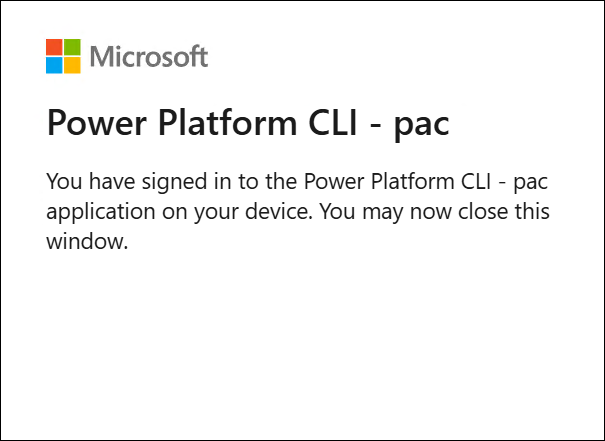 Microsoft
Power Platform CLI - pac
You have signed in to the Power Platform CLI - pac
application on your device. You may now close this
window.